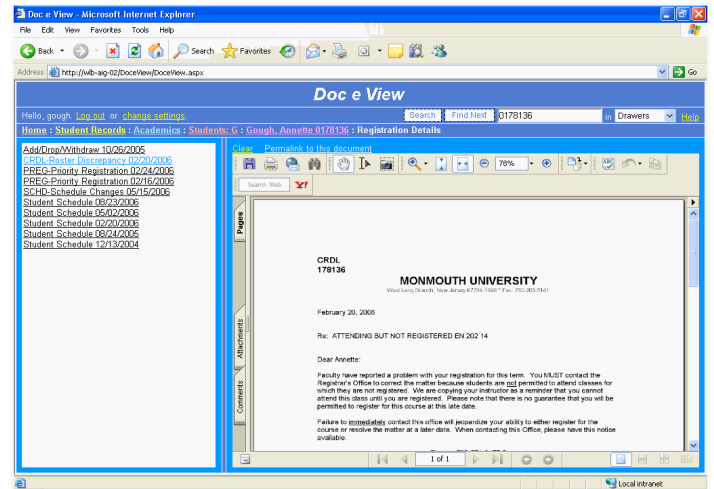 Doc e View - Microsoft Internet Explorer
File Edit View Favorites Tools Help
Back Search Favorites
Address http://wlb-aig-02/DoceView/DoceView.aspx Go
Doc e View
Hello, gough. Log out or change settings. Search Find Next 0178136 in Drawers Help
Home : Student Records : Academics : Students: G : Gough, Annette 0178136 : Registration Details
Add/Drop/Withdraw 10/26/2005
CRDL-Roster Discrepancy 02/20/2006
PREG-Priority Registration 02/24/2006
PREG-Priority Registration 02/16/2006
SCHD-Schedule Changes 05/15/2006
Student Schedule 08/23/2006
Student Schedule 05/02/2006
Student Schedule 02/20/2006
Student Schedule 08/24/2005
Student Schedule 12/13/2004
Clear Permalink to this document
78%
Search Web Y!
Pages
Attachments
Comments
CRDL
178136
MONMOUTH UNIVERSITY
West Long Branch, New Jersey
February 20, 2006
Re: ATTENDING BUT NOT REGISTERED EN 202 14
Dear Annette:
Faculty have reported a problem with your registration for this term. You MUST contact the
Registrar's Office to correct the matter because students are not permitted to attend classes for
which they are not registered. We are copying your instructor as a reminder that you cannot
attend this class until you are registered. Please note that there is no guarantee that you will be
permitted to register for this course at this late date.
Failure to immediately contact this office will jeopardize your ability to either register for the
course or resolve the matter at a later date. When contacting this Office, please have this notice
available.
1 of 1
Local intranet